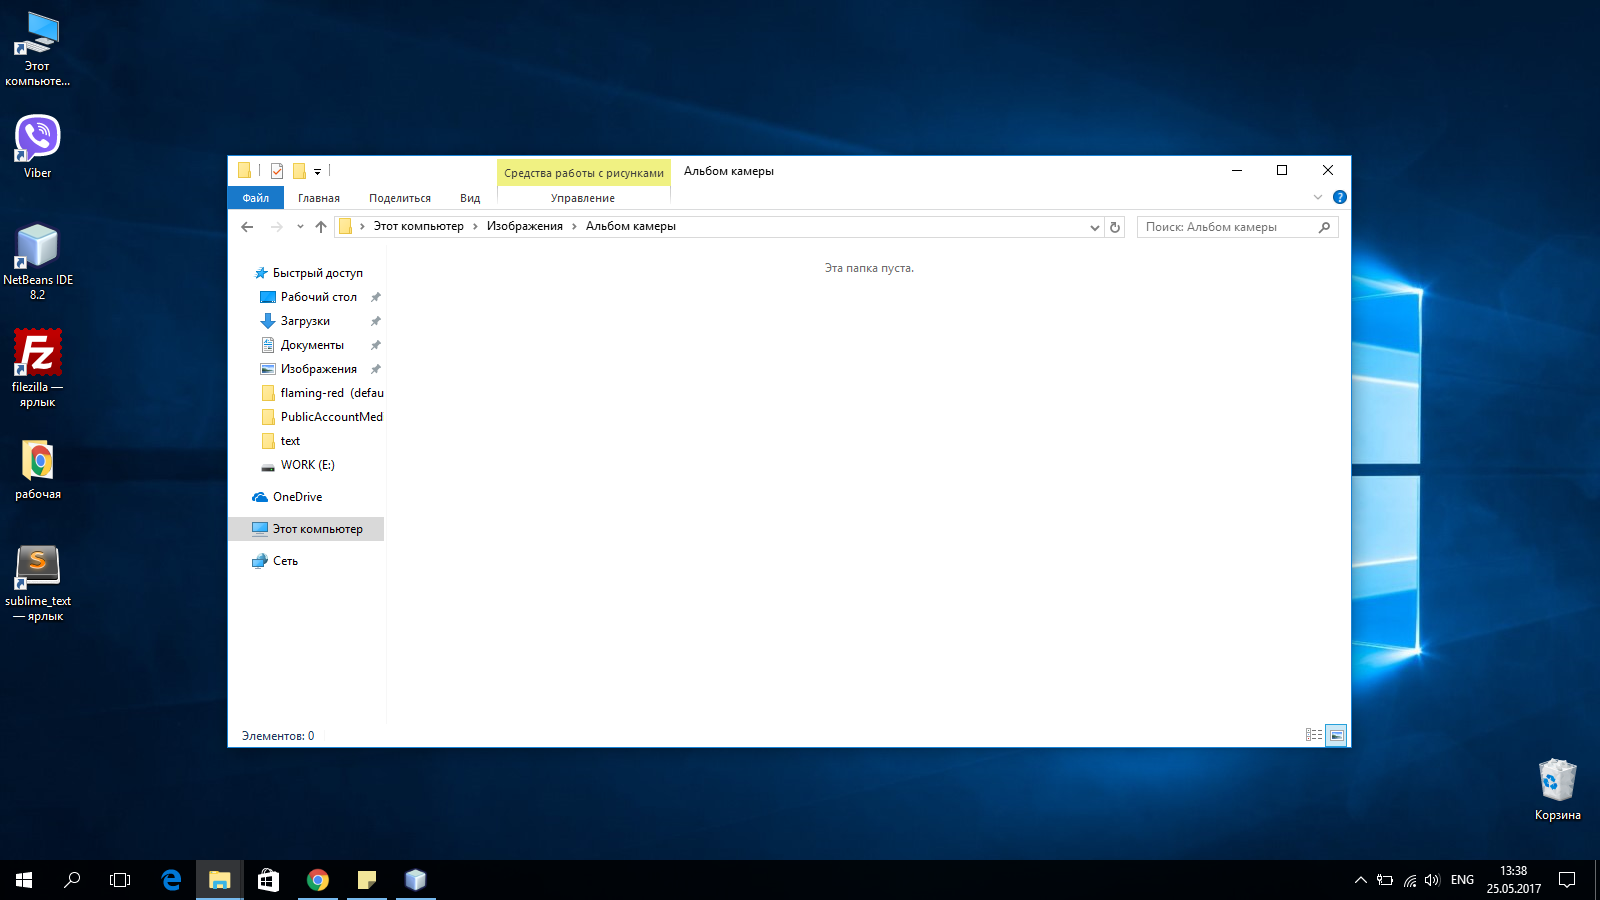 Этот
компьюте...
Viber
NetBeans IDE
8.2
Fz
filezilla —
ярлык
рабочая
S
sublime_text
— ярлык
Средства работы с рисунками
Альбом камеры
Файл
Главная
Поделиться
Вид
Управление
?
Этот компьютер
Изображения
Альбом камеры
Поиск: Альбом камеры
Эта папка пуста.
Быстрый доступ
Рабочий стол
Загрузки
Документы
Изображения
flaming-red (defau
PublicAccountMed
text
WORK (E:)
OneDrive
Этот компьютер
Сеть
Элементов: 0
Корзина
ENG
13:38
25.05.2017